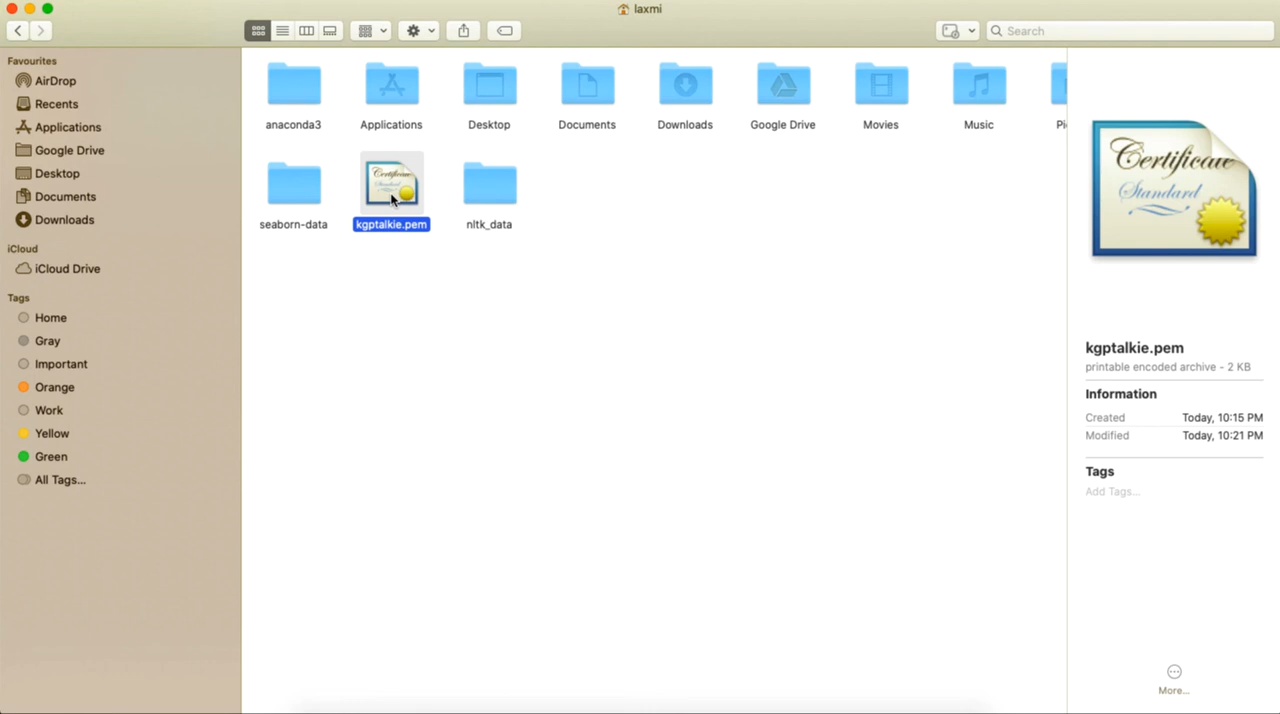 laxmi
Search
Favourites
AirDrop
Recents
Applications
Google Drive
Desktop
Documents
Downloads
iCloud
iCloud Drive
Tags
Home
Gray
Important
Orange
Work
Yellow
Green
All Tags...
anaconda3
Applications
Desktop
Documents
Downloads
Google Drive
Movies
Music
Pi
seaborn-data
kgptalkie.pem
nltk_data
Certificate
Standard
Certificate
Standard
kgptalkie.pem
printable encoded archive - 2 KB
Information
Created Today, 10:15 PM
Modified Today, 10:21 PM
Tags
Add Tags...
More...